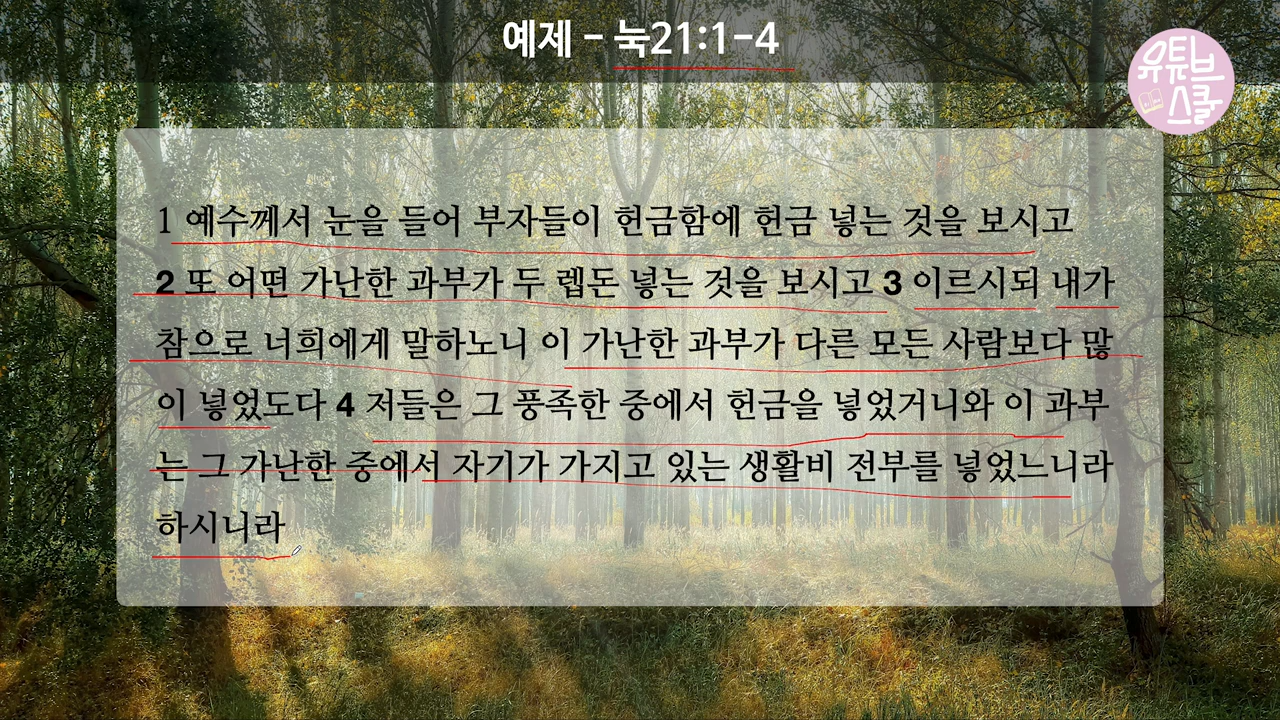 예제 - 눅21:1-4
유튜브
스쿨
1 예수께서 눈을 들어 부자들이 헌금함에 헌금 넣는 것을 보시고
2 또 어떤 가난한 과부가 두 렙돈 넣는 것을 보시고 3 이르시되 내가
참으로 너희에게 말하노니 이 가난한 과부가 다른 모든 사람보다 많
이 넣었도다 4 저들은 그 풍족한 중에서 헌금을 넣었거니와 이 과부
는 그 가난한 중에서 자기가 가지고 있는 생활비 전부를 넣었느니라
하시니라